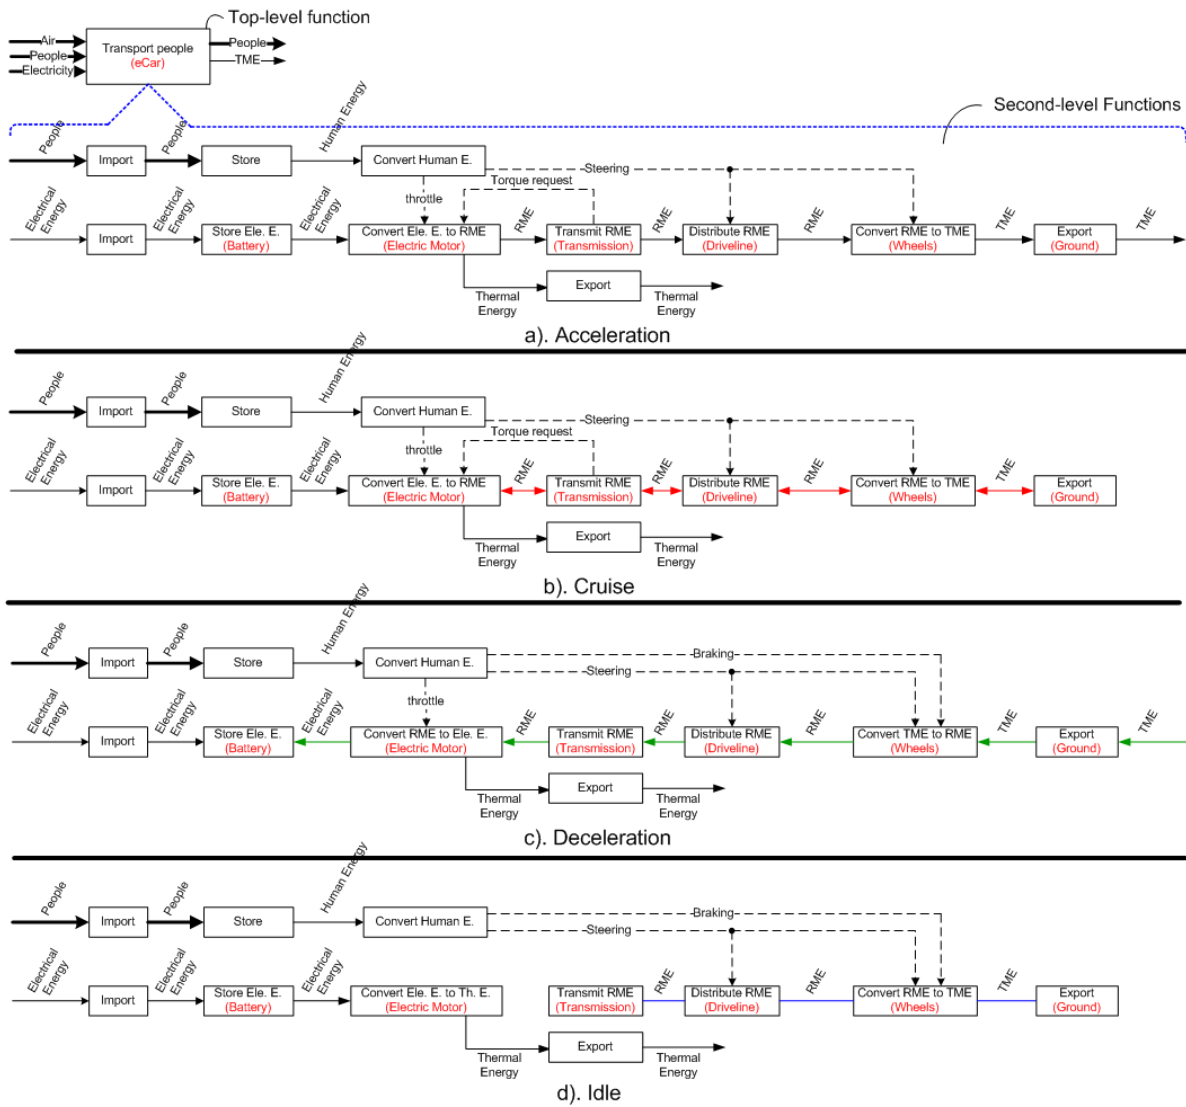 Top-level function
Air
People
Electricity
Transport people
(eCar)
People
TME
Second-level Functions
People
Import
People
Store
Human Energy
Convert Human E.
Steering
Torque request
throttle
Electrical
Energy
Import
Electrical
Energy
Store Ele. E.
(Battery)
Electrical
Energy
Convert Ele. E. to RME
(Electric Motor)
RME
Transmit RME
(Transmission)
RME
Distribute RME
(Driveline)
RME
Convert RME to TME
(Wheels)
TME
Export
(Ground)
TME
Thermal
Energy
Export
Thermal
Energy
a). Acceleration
People
Import
People
Store
Human Energy
Convert Human E.
Steering
Torque request
throttle
Electrical
Energy
Import
Electrical
Energy
Store Ele. E.
(Battery)
Electrical
Energy
Convert Ele. E. to RME
(Electric Motor)
RME
Transmit RME
(Transmission)
RME
Distribute RME
(Driveline)
RME
Convert RME to TME
(Wheels)
TME
Export
(Ground)
Thermal
Energy
Export
Thermal
Energy
b). Cruise
People
Import
People
Store
Human Energy
Convert Human E.
Braking
Steering
throttle
Electrical
Energy
Import
Electrical
Energy
Store Ele. E.
(Battery)
Electrical
Energy
Convert RME to Ele. E.
(Electric Motor)
RME
Transmit RME
(Transmission)
RME
Distribute RME
(Driveline)
RME
Convert TME to RME
(Wheels)
TME
Export
(Ground)
TME
Thermal
Energy
Export
Thermal
Energy
c). Deceleration
People
Import
People
Store
Human Energy
Convert Human E.
Braking
Steering
Electrical
Energy
Import
Electrical
Energy
Store Ele. E.
(Battery)
Electrical
Energy
Convert Ele. E. to Th. E.
(Electric Motor)
Transmit RME
(Transmission)
RME
Distribute RME
(Driveline)
RME
Convert RME to TME
(Wheels)
TME
Export
(Ground)
Thermal
Energy
Export
Thermal
Energy
d). Idle